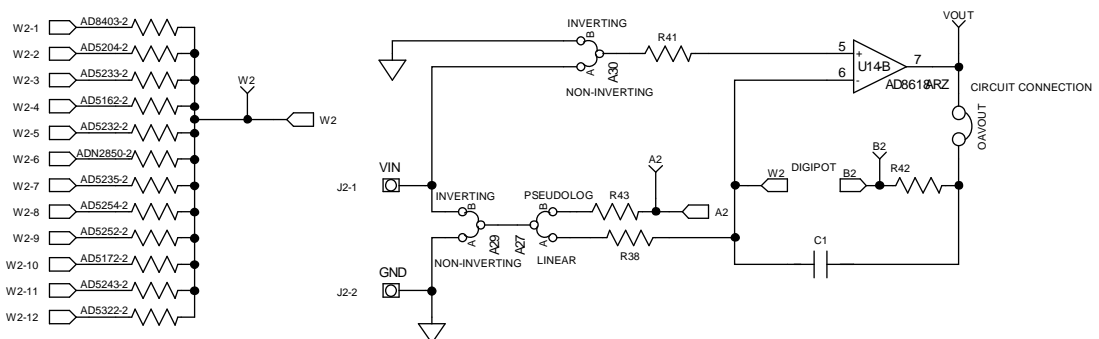 W2-1 AD8403-2
W2-2 AD5204-2
W2-3 AD5233-2
W2-4 AD5162-2
W2-5 AD5232-2
W2-6 ADN2850-2
W2-7 AD5235-2
W2-8 AD5254-2
W2-9 AD5252-2
W2-10 AD5172-2
W2-11 AD5243-2
W2-12 AD5322-2
W2
W2
INVERTING
B
A
A30
NON-INVERTING
R41
5
6
+
-
U14-B
7
AD8618ARZ
VOUT
CIRCUIT CONNECTION
OAVOUT
J2-1
VIN
INVERTING
B
A
A29
NON-INVERTING
PSEUDOLOG
B
A
A27
LINEAR
R43
R38
A2
A2
W2
DIGIPOT
B2
B2
R42
C1
J2-2
GND